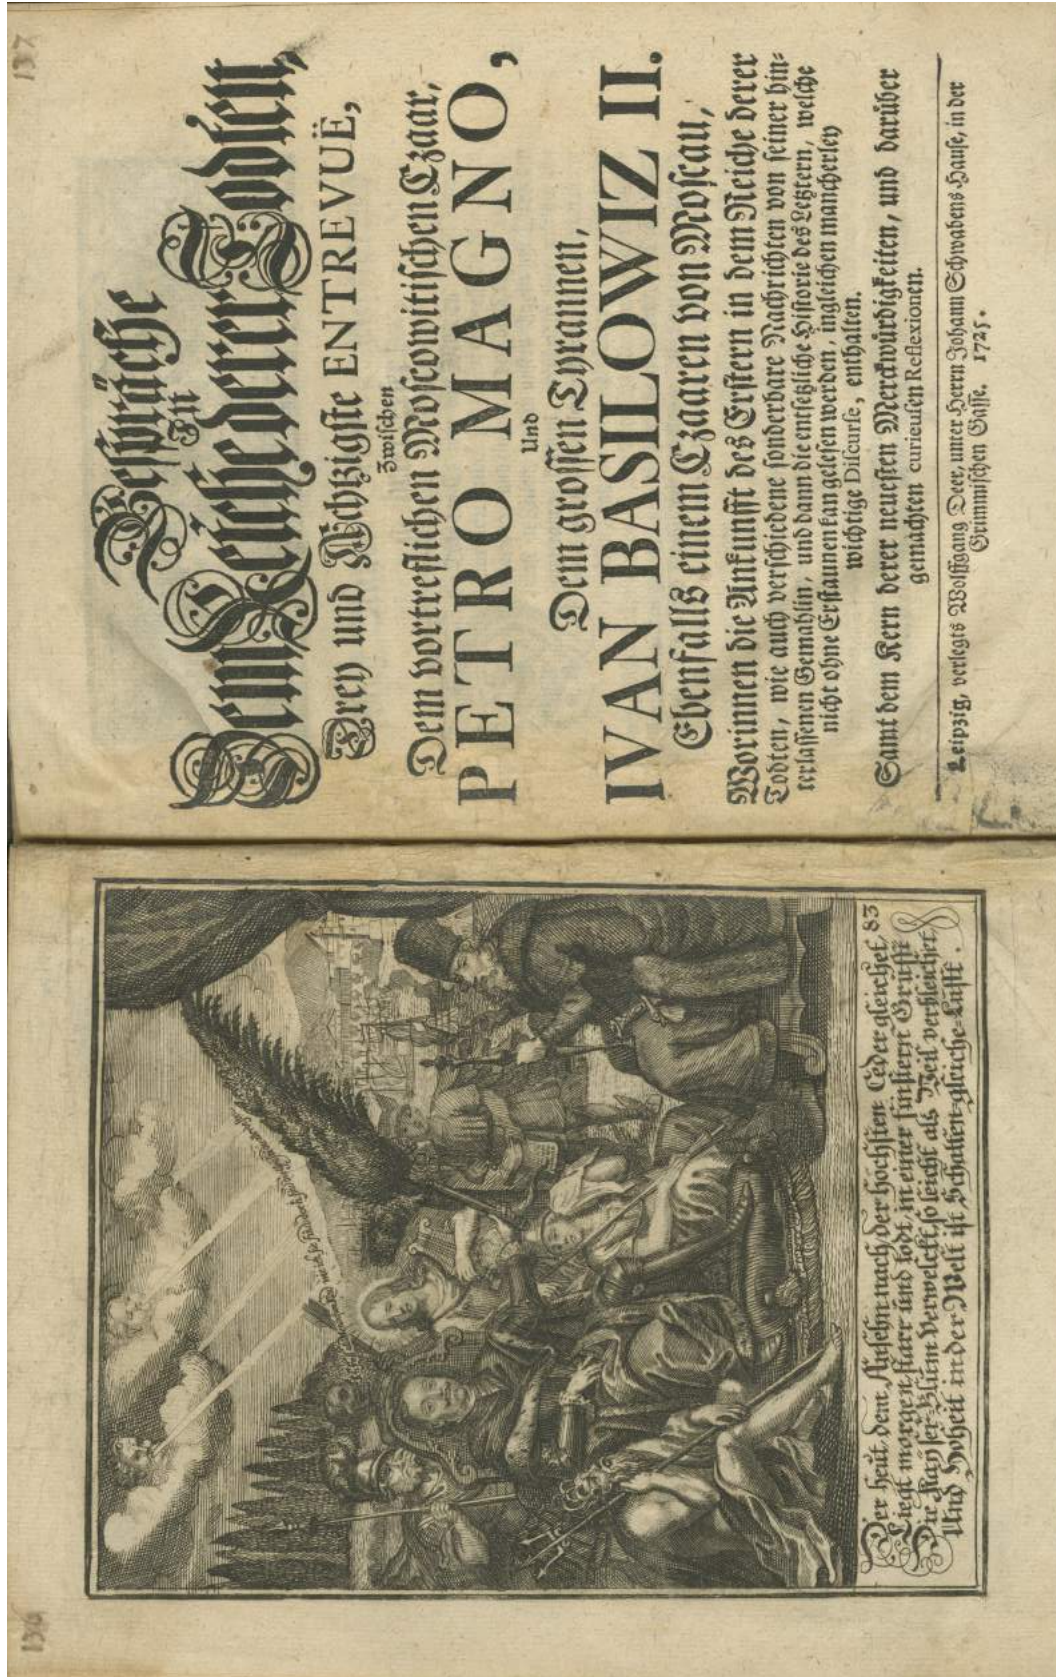 136
Der heut dem Ansehn nach der höchsten Ceder gleichet, 83
Liegt morgen starr und todt in einer finstern Grufft
Die Kayser-Blum verwelckt, so leicht als Weil verbleichet,
Und Hoheit in der Welt ist Schatten-gleiche Lufft.
137
Gespräche
In
Dem Reiche derer Todten,
Drey und Achtzigste ENTREVUË,
Zwischen
Dem vortreflichen Moscowitischen Czaar,
PETRO MAGNO,
Und
Dem grossen Tyrannen,
IVAN BASILOWIZ II.
Ebenfalls einem Czaaren von Moscau,
Worinnen die Ankunfft des Erstern in dem Reiche derer
Todten, wie auch verschiedene sonderbare Nachrichten von seiner hin-
terlassenen Gemahlin, und dann die entsetzliche Historie des Letztern, welche
nicht ohne Erstaunen kan gelesen werden, ingleichen mancherley
wichtige Discurse, enthalten.
Samt dem Kern derer neuesten Merckwürdigkeiten, und darüber
gemachten curieusen Reflexionen.
Leipzig, verlegts Wolffgang Deer, unter Herrn Johann Schwabens Hause, in der
Grimmischen Gasse. 1725.